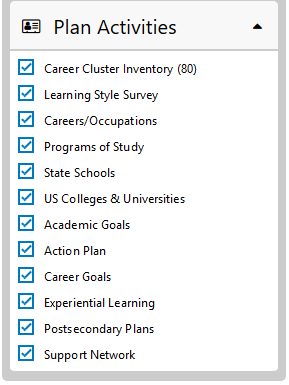 Plan Activities
Career Cluster Inventory (80)
Learning Style Survey
Careers/Occupations
Programs of Study
State Schools
US Colleges & Universities
Academic Goals
Action Plan
Career Goals
Experiential Learning
Postsecondary Plans
Support Network